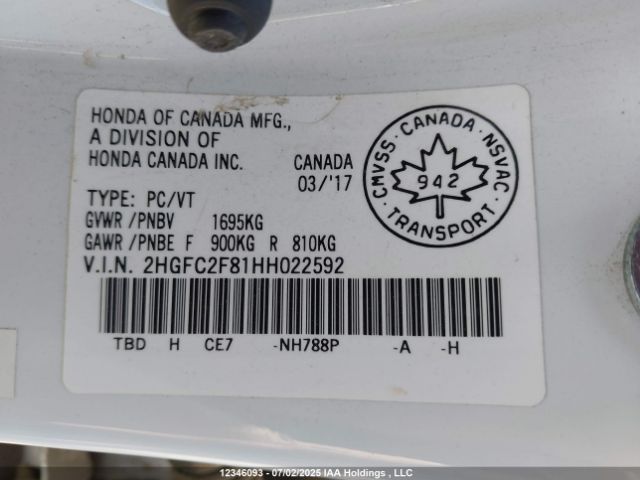 HONDA OF CANADA MFG.,
A DIVISION OF
HONDA CANADA INC. CANADA
03/'17
TYPE: PC/VT
GVWR /PNBV 1695KG
GAWR /PNBE F 900KG R 810KG
V.I.N. 2HGFC2F81HH022592
TBD H CE7 -NH788P -A -H
CMVSS · CANADA · NSVAC
942
TRANSPORT
12346093 - 07/02/2025 IAA Holdings , LLC